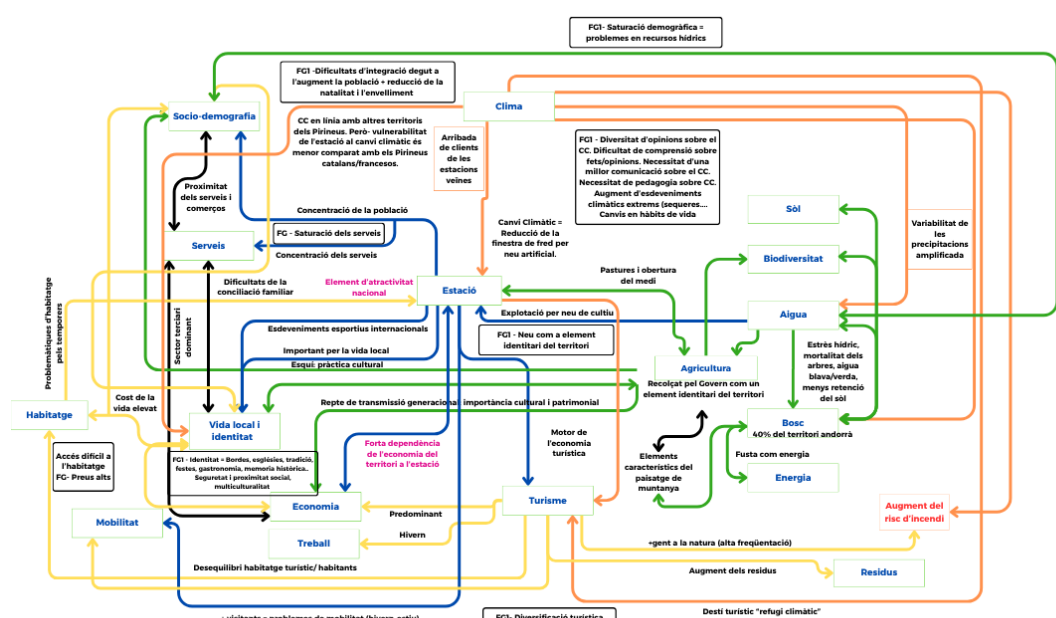 FG1- Saturació demogràfica =
problemes en recursos hídrics
FG1 -Dificultats d'integració degut a
l'augment la població + reducció de la
natalitat i l'envelliment
Clima
Socio-demografia
CC en línia amb altres territoris
dels Pirineus. Però- vulnerabilitat
de l'estació al canvi climàtic és
menor comparat amb els Pirineus
catalans/francesos.
Arribada
de clients
de les
estacions
veïnes
FG1 - Diversitat d'opinions sobre el
CC. Dificultat de comprensió sobre
fets/opinions. Necessitat d'una
millor comunicació sobre el CC.
Necessitat de pedagogia sobre CC.
Augment d'esdeveniments
climàtics extrems (sequeres....
Canvis en hàbits de vida
Proximitat
dels serveis i
comerços
Sòl
Concentració de la població
Canvi Climàtic =
Reducció de la
finestra de fred per
neu artificial.
Variabilitat de
les
precipitacions
amplificada
FG - Saturació dels serveis
Serveis
Concentració dels serveis
Biodiversitat
Dificultats de la
conciliació familiar
Element d'atractivitat
nacional
Estació
Pastures i obertura
del medi
Problemàtiques d'habitatge
pels temporers
Sector terciari
dominant
Explotació per neu de cultiu
Aigua
Esdeveniments esportius internacionals
FG1 - Neu com a element
identitari del territori
Important per la vida local
Esquí: pràctica cultural
Agricultura
Recolçat pel Govern com un
element identitari del territori
Estrès hídric,
mortalitat dels
arbres, aigua
blava/verda,
menys retenció
del sòl
Cost de la
vida elevat
Habitatge
Repte de transmissió generacional: importància cultural i patrimonial
Vida local i
identitat
Bosc
40% del territori andorrà
Accés difícil a
l'habitatge
FG- Preus alts
FG1 - Identitat = Bordes, esglésies, tradició,
festes, gastronomia, memoria històrica..
Seguretat i proximitat social,
multiculturalitat
Forta dependència
de l'economia del
territori a l'estació
Motor de
l'economia
turística
Elements
característics del
paisatge de
muntanya
Fusta com energia
Energia
Economia
Turisme
Predominant
Augment del
risc d'incendi
Mobilitat
Hivern
Treball
+gent a la natura (alta freqüentació)
Desequilibri habitatge turístic/ habitants
Augment dels residus
Residus
FG1- Diversificació turística
Destí turístic "refugi climàtic"
+ visitants = problemes de mobilitat (hivern, estiu)